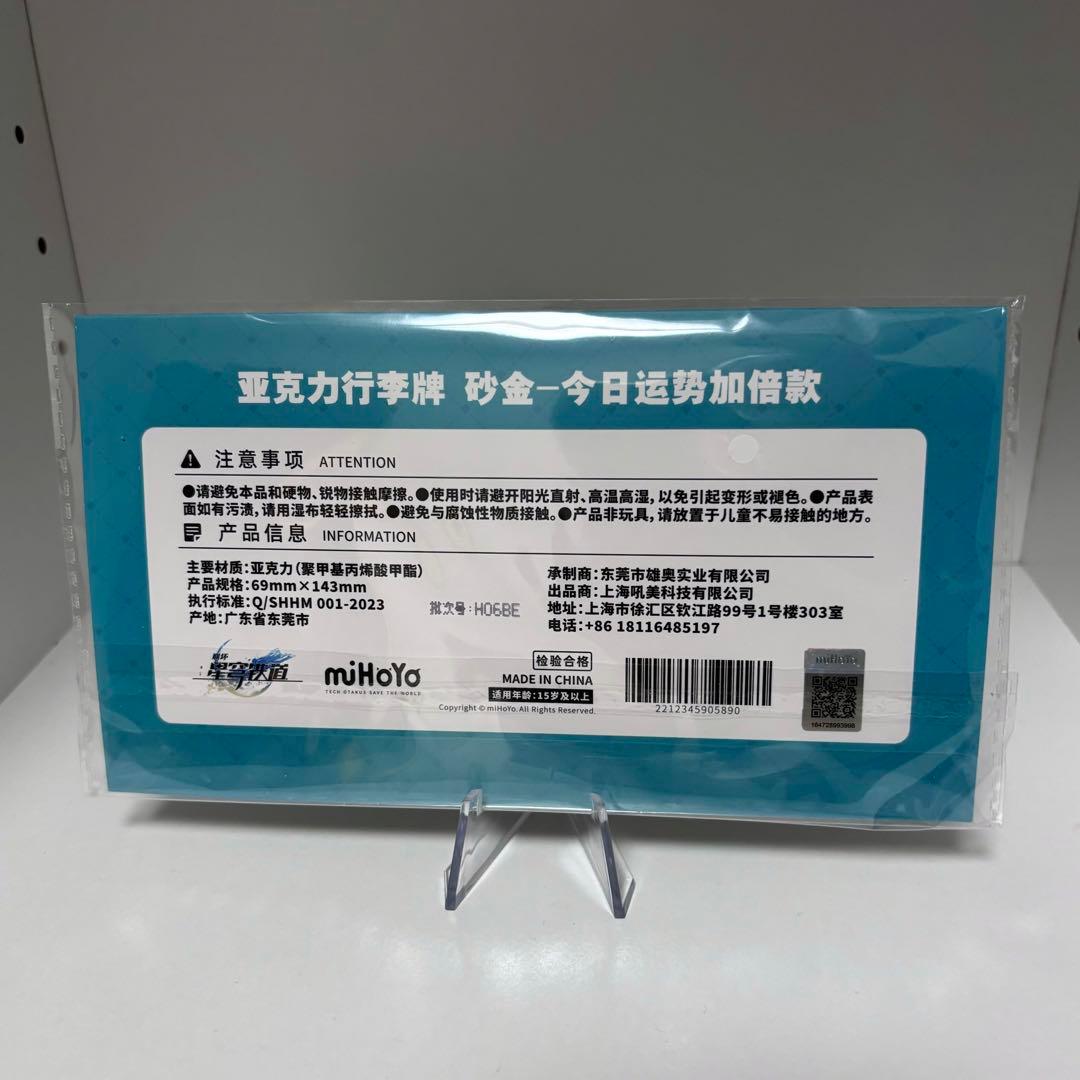 亚克力行李牌 砂金-今日运势加倍款
注意事项 ATTENTION
●请避免本品和硬物、锐物接触摩擦。●使用时请避开阳光直射、高温高湿，以免引起变形或褪色。●产品表
面如有污渍，请用湿布轻轻擦拭。●避免与腐蚀性物质接触。●产品非玩具，请放置于儿童不易接触的地方。
产品信息 INFORMATION
主要材质：亚克力（聚甲基丙烯酸甲酯）
产品规格：69mm×143mm
执行标准：Q/SHHM 001-2023
产地：广东省东莞市
批次号：H06BE
承制商：东莞市雄奥实业有限公司
出品商：上海吼美科技有限公司
地址：上海市徐汇区钦江路99号1号楼303室
电话：+86 18116485197
崩坏
星穹铁道
miHoYo
TECH OTAKUS SAVE THE WORLD
检验合格
MADE IN CHINA
适用年龄：15岁及以上
Copyright © miHoYo. All Rights Reserved.
2212345905890
miHoYo
184728993998